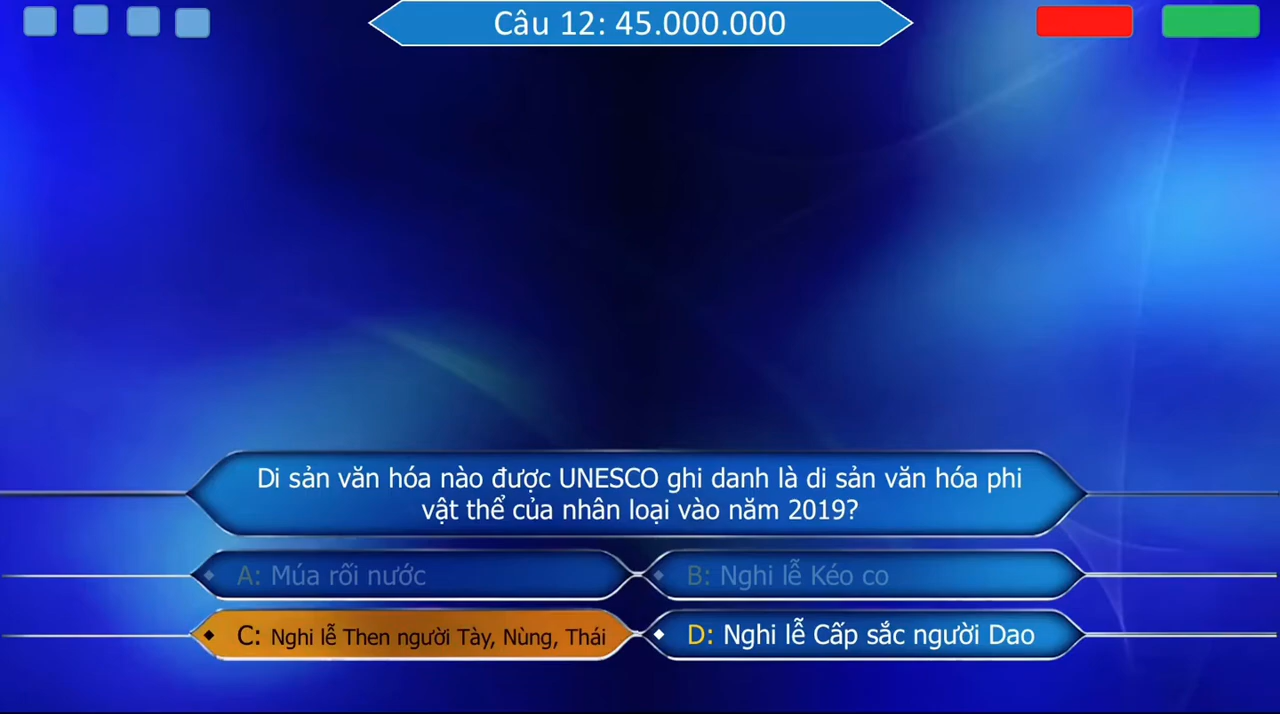 Câu 12: 45.000.000
Di sản văn hóa nào được UNESCO ghi danh là di sản văn hóa phi
vật thể của nhân loại vào năm 2019?
A: Múa rối nước
B: Nghi lễ Kéo co
C: Nghi lễ Then người Tày, Nùng, Thái
D: Nghi lễ Cấp sắc người Dao